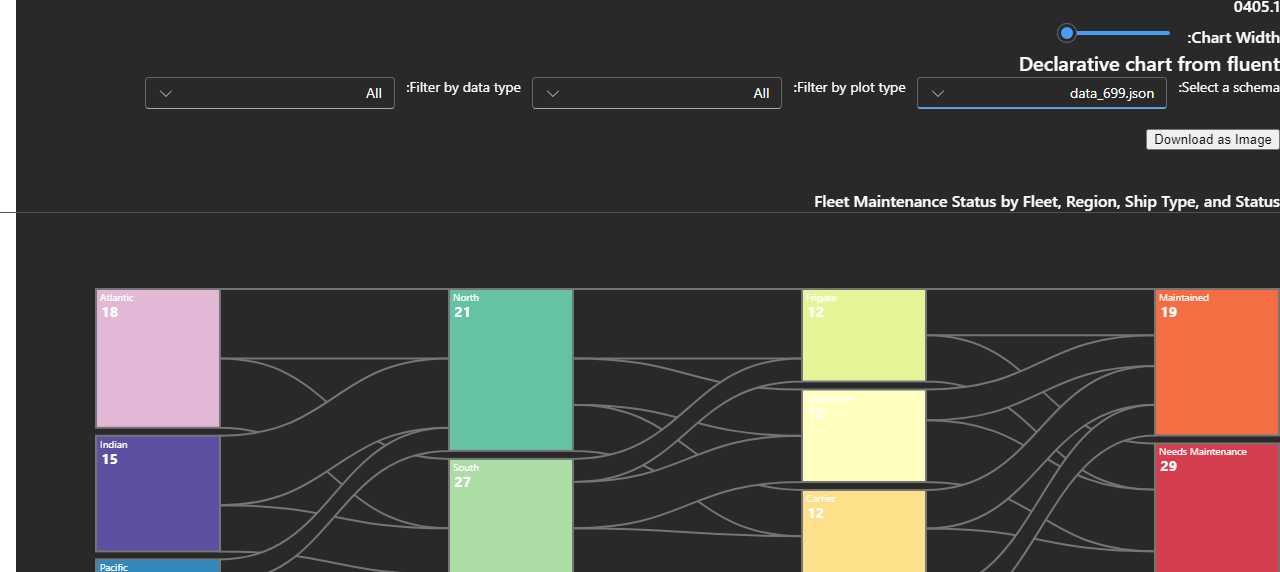 0405.1
:Chart Width
Declarative chart from fluent
:Select a schema
data_699.json
:Filter by plot type
All
:Filter by data type
All
Download as Image
Fleet Maintenance Status by Fleet, Region, Ship Type, and Status
Atlantic
18
North
21
Frigate
12
Maintained
19
12
Indian
15
South
27
Needs Maintenance
29
Carrier
12
Pacific